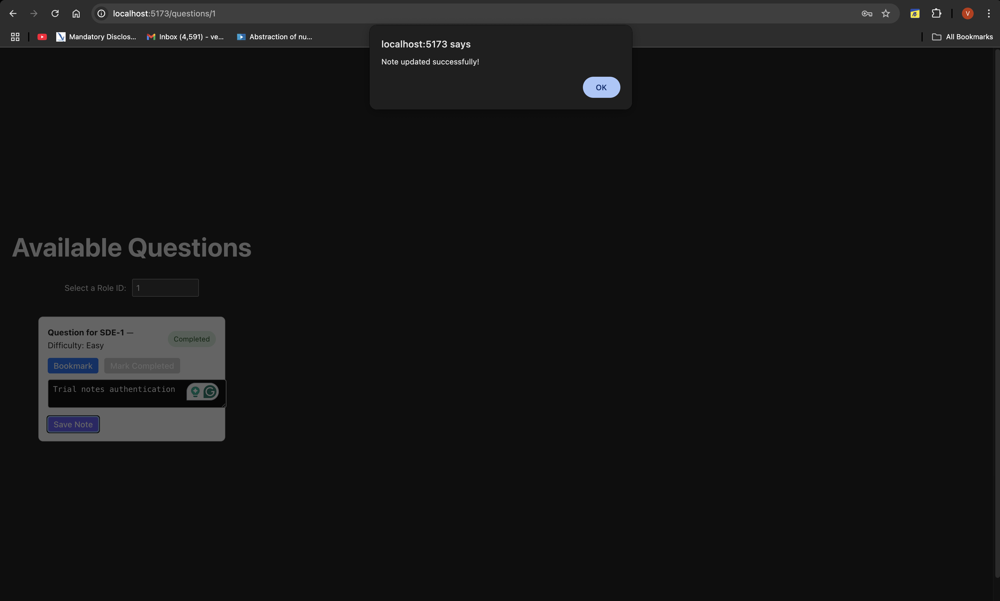 localhost:5173/questions/1
V
Mandatory Disclos...
Inbox (4,591) - ve...
Abstraction of nu...
All Bookmarks
localhost:5173 says
Note updated successfully!
OK
Available Questions
Select a Role ID: 1
Question for SDE-1 —
Difficulty: Easy
Completed
Bookmark
Mark Completed
Trial notes authentication
Save Note